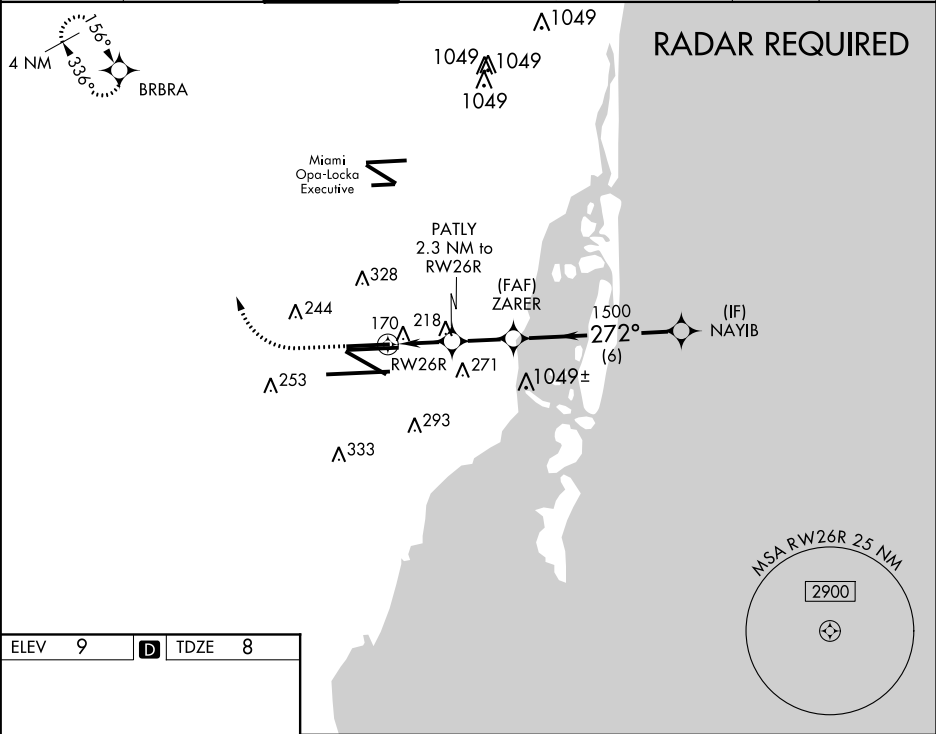 1049
RADAR REQUIRED
156°
4 NM
336°
BRBRA
1049
1049
1049
Miami
Opa-Locka
Executive
PATLY
2.3 NM to
RW26R
328
(FAF)
ZARER
244
1500
(IF)
NAYIB
170
218
272°
(6)
RW26R
271
1049±
253
293
333
MSA RW26R 25 NM
2900
ELEV 9 D TDZE 8